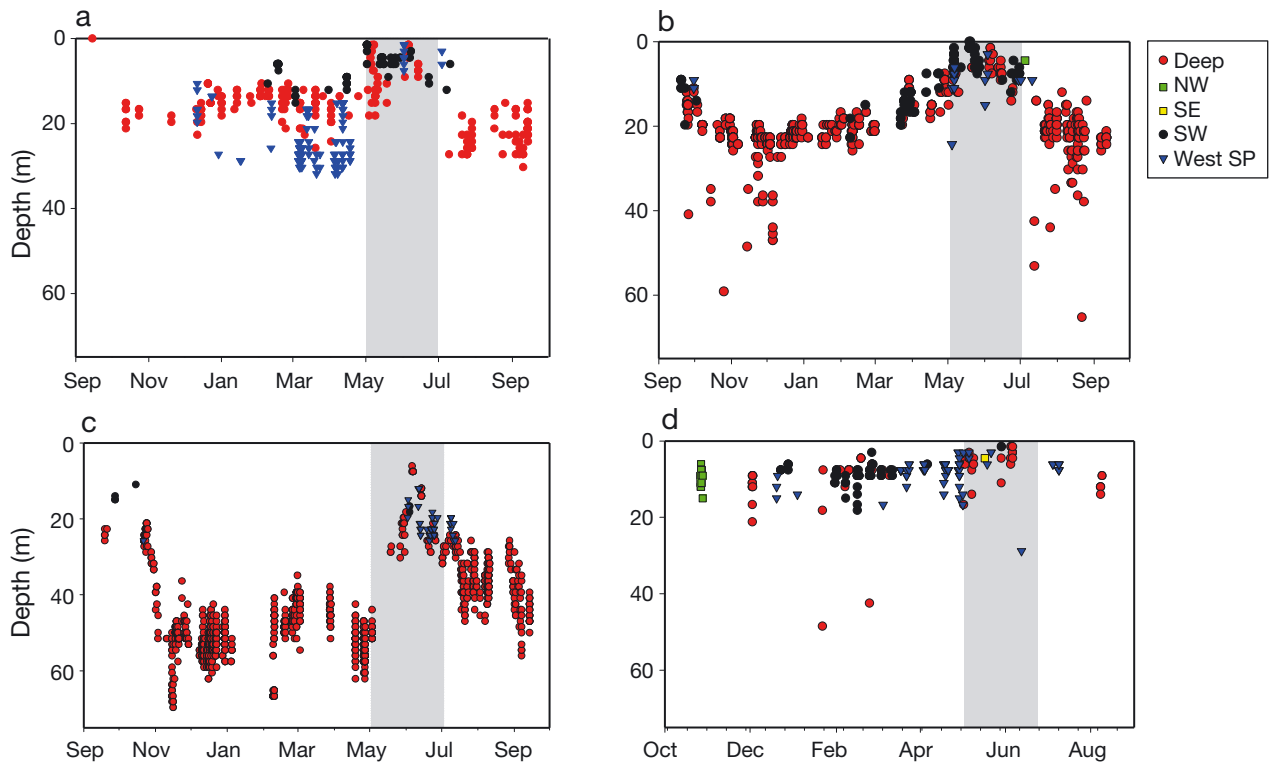 a
0
20
40
60
Depth (m)
Sep Nov Jan Mar May Jul Sep
b
0
20
40
60
Sep Nov Jan Mar May Jul Sep
Deep
NW
SE
SW
West SP
c
0
20
40
60
Depth (m)
Sep Nov Jan Mar May Jul Sep
d
0
20
40
60
Oct Dec Feb Apr Jun Aug